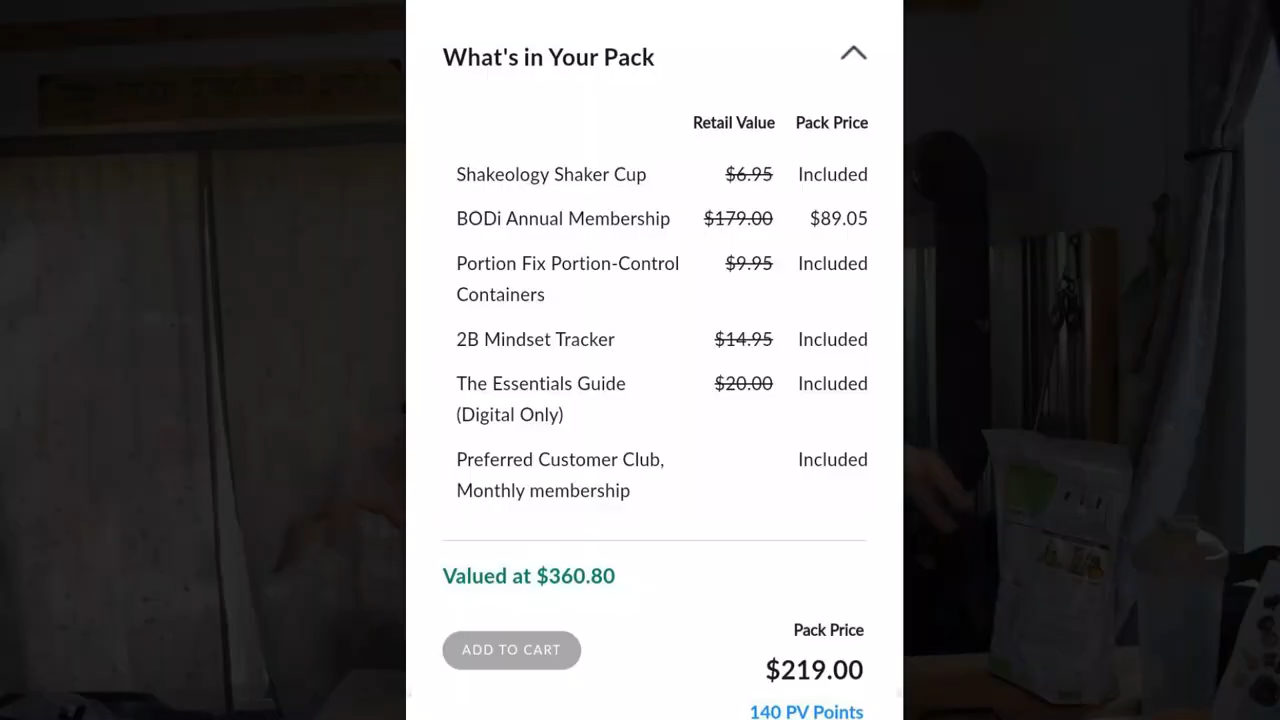 What's in Your Pack
Retail Value Pack Price
Shakeology Shaker Cup $6.95 Included
BODi Annual Membership $179.00 $89.05
Portion Fix Portion-Control $9.95 Included
Containers
2B Mindset Tracker $14.95 Included
The Essentials Guide $20.00 Included
(Digital Only)
Preferred Customer Club, Included
Monthly membership
Valued at $360.80
Pack Price
ADD TO CART
$219.00
140 PV Points